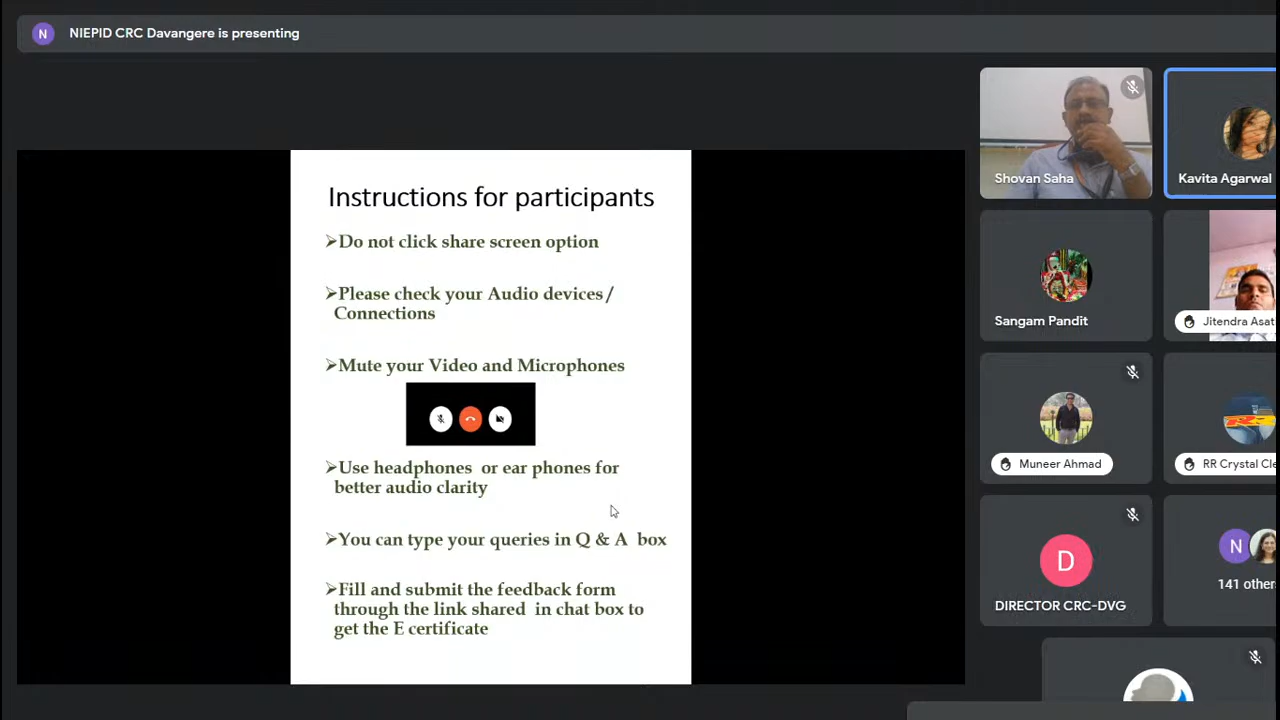 N NIEPID CRC Davangere is presenting
Instructions for participants
➢Do not click share screen option
➢Please check your Audio devices/
Connections
➢Mute your Video and Microphones
➢Use headphones or ear phones for
better audio clarity
➢You can type your queries in Q & A box
➢Fill and submit the feedback form
through the link shared in chat box to
get the E certificate
Shovan Saha
Kavita Agarwal
Sangam Pandit
Jitendra Asat
Muneer Ahmad
RR Crystal Cl
D
DIRECTOR CRC-DVG
N
141 other